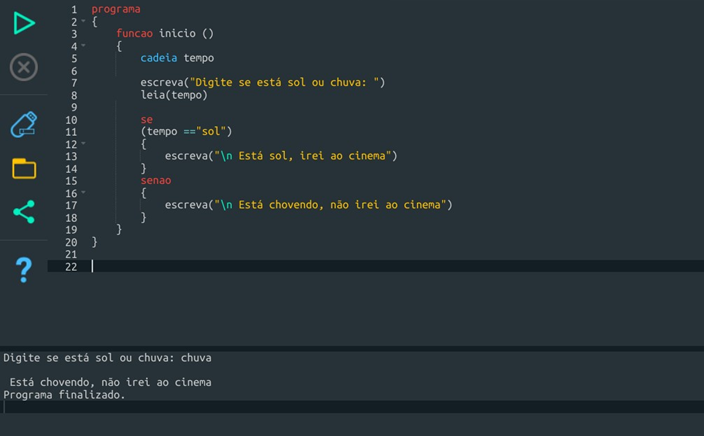 1 programa
2 {
3 funcao inicio ()
4 {
5 cadeia tempo
6
7 escreva("Digite se está sol ou chuva: ")
8 leia(tempo)
9
10 se
11 (tempo =="sol")
12 {
13 escreva("\n Está sol, irei ao cinema")
14 }
15 senao
16 {
17 escreva("\n Está chovendo, não irei ao cinema")
18 }
19 }
20 }
21
22
?
Digite se está sol ou chuva: chuva
Está chovendo, não irei ao cinema
Programa finalizado.